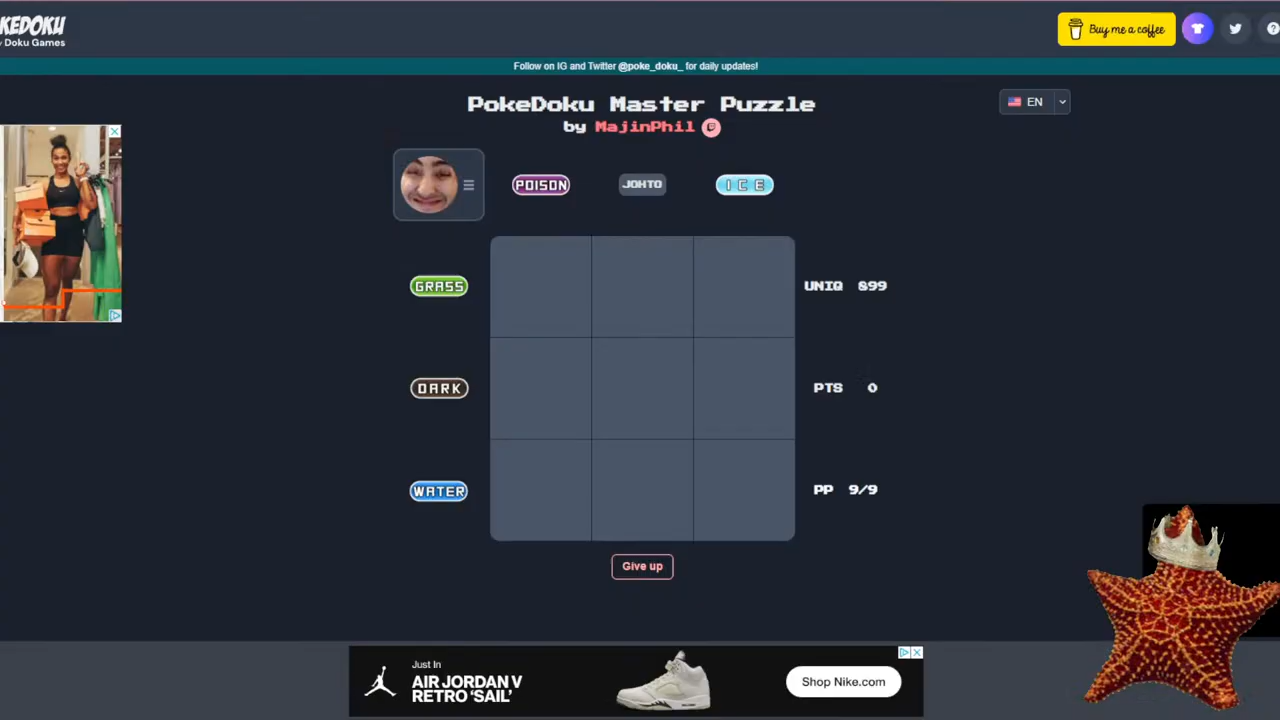 KEDOKU
Doku Games
Buy me a coffee
Follow on IG and Twitter @poke_doku_ for daily updates!
PokeDoku Master Puzzle
EN
by MajinPhil
POISON
JOHTO
ICE
GRASS
UNIQ 899
DARK
PTS 0
WATER
PP 9/9
Give up
Just In
AIR JORDAN V
RETRO 'SAIL'
Shop Nike.com